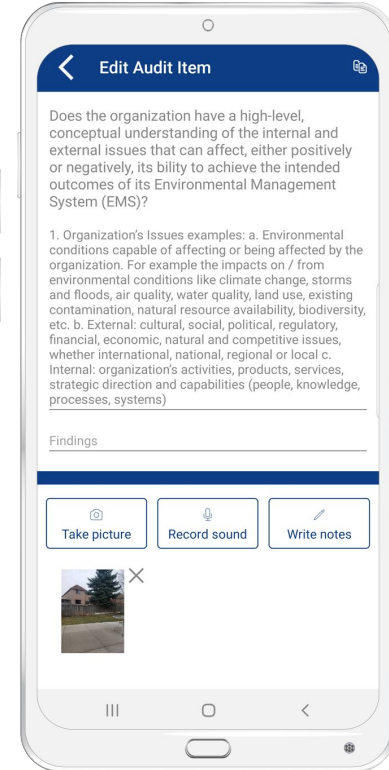 Edit Audit Item
Does the organization have a high-level,
conceptual understanding of the internal and
external issues that can affect, either positively
or negatively, its bility to achieve the intended
outcomes of its Environmental Management
System (EMS)?
1. Organization's Issues examples: a. Environmental
conditions capable of affecting or being affected by the
organization. For example the impacts on / from
environmental conditions like climate change, storms
and floods, air quality, water quality, land use, existing
contamination, natural resource availability, biodiversity,
etc. b. External: cultural, social, political, regulatory,
financial, economic, natural and competitive issues,
whether international, national, regional or local c.
Internal: organization's activities, products, services,
strategic direction and capabilities (people, knowledge,
processes, systems)
Findings
Take picture
Record sound
Write notes